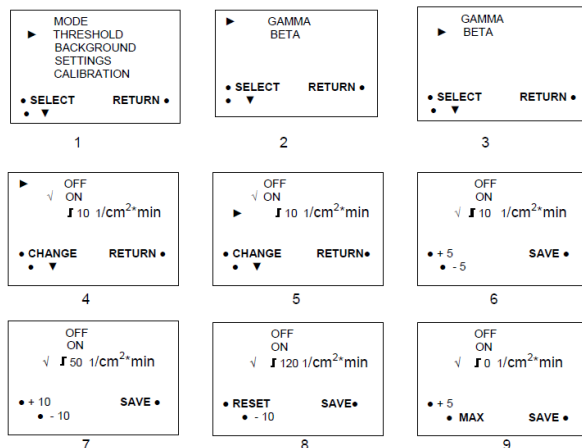 MODE
► THRESHOLD
BACKGROUND
SETTINGS
CALIBRATION
● SELECT RETURN ●
● ▼
1
► GAMMA
BETA
● SELECT RETURN ●
● ▼
2
GAMMA
► BETA
● SELECT RETURN ●
● ▼
3
► OFF
√ ON
ʃ 10 1/cm²*min
● CHANGE RETURN ●
● ▼
4
OFF
√ ON
► ʃ 10 1/cm²*min
● CHANGE RETURN●
● ▼
5
OFF
ON
√ ʃ 10 1/cm²*min
● + 5 SAVE ●
● - 5
6
OFF
ON
√ ʃ 50 1/cm²*min
● + 10 SAVE ●
● - 10
7
OFF
ON
√ ʃ 120 1/cm²*min
● RESET SAVE●
● - 10
8
OFF
ON
√ ʃ 0 1/cm²*min
● + 5 SAVE ●
● MAX
9